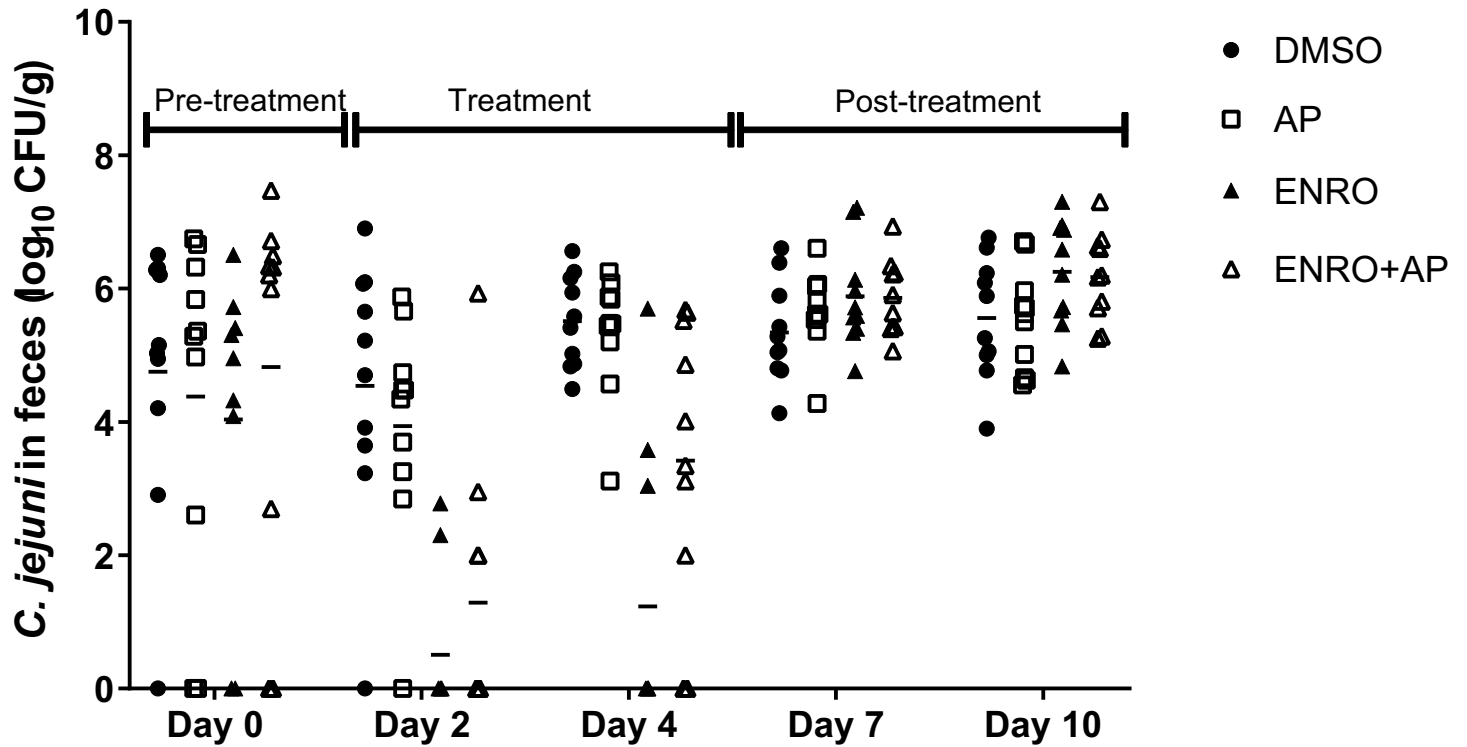 10
8
6
4
2
0
C. jejuni in feces (log10 CFU/g)
Pre-treatment
Treatment
Post-treatment
Day 0
Day 2
Day 4
Day 7
Day 10
DMSO
AP
ENRO
ENRO+AP